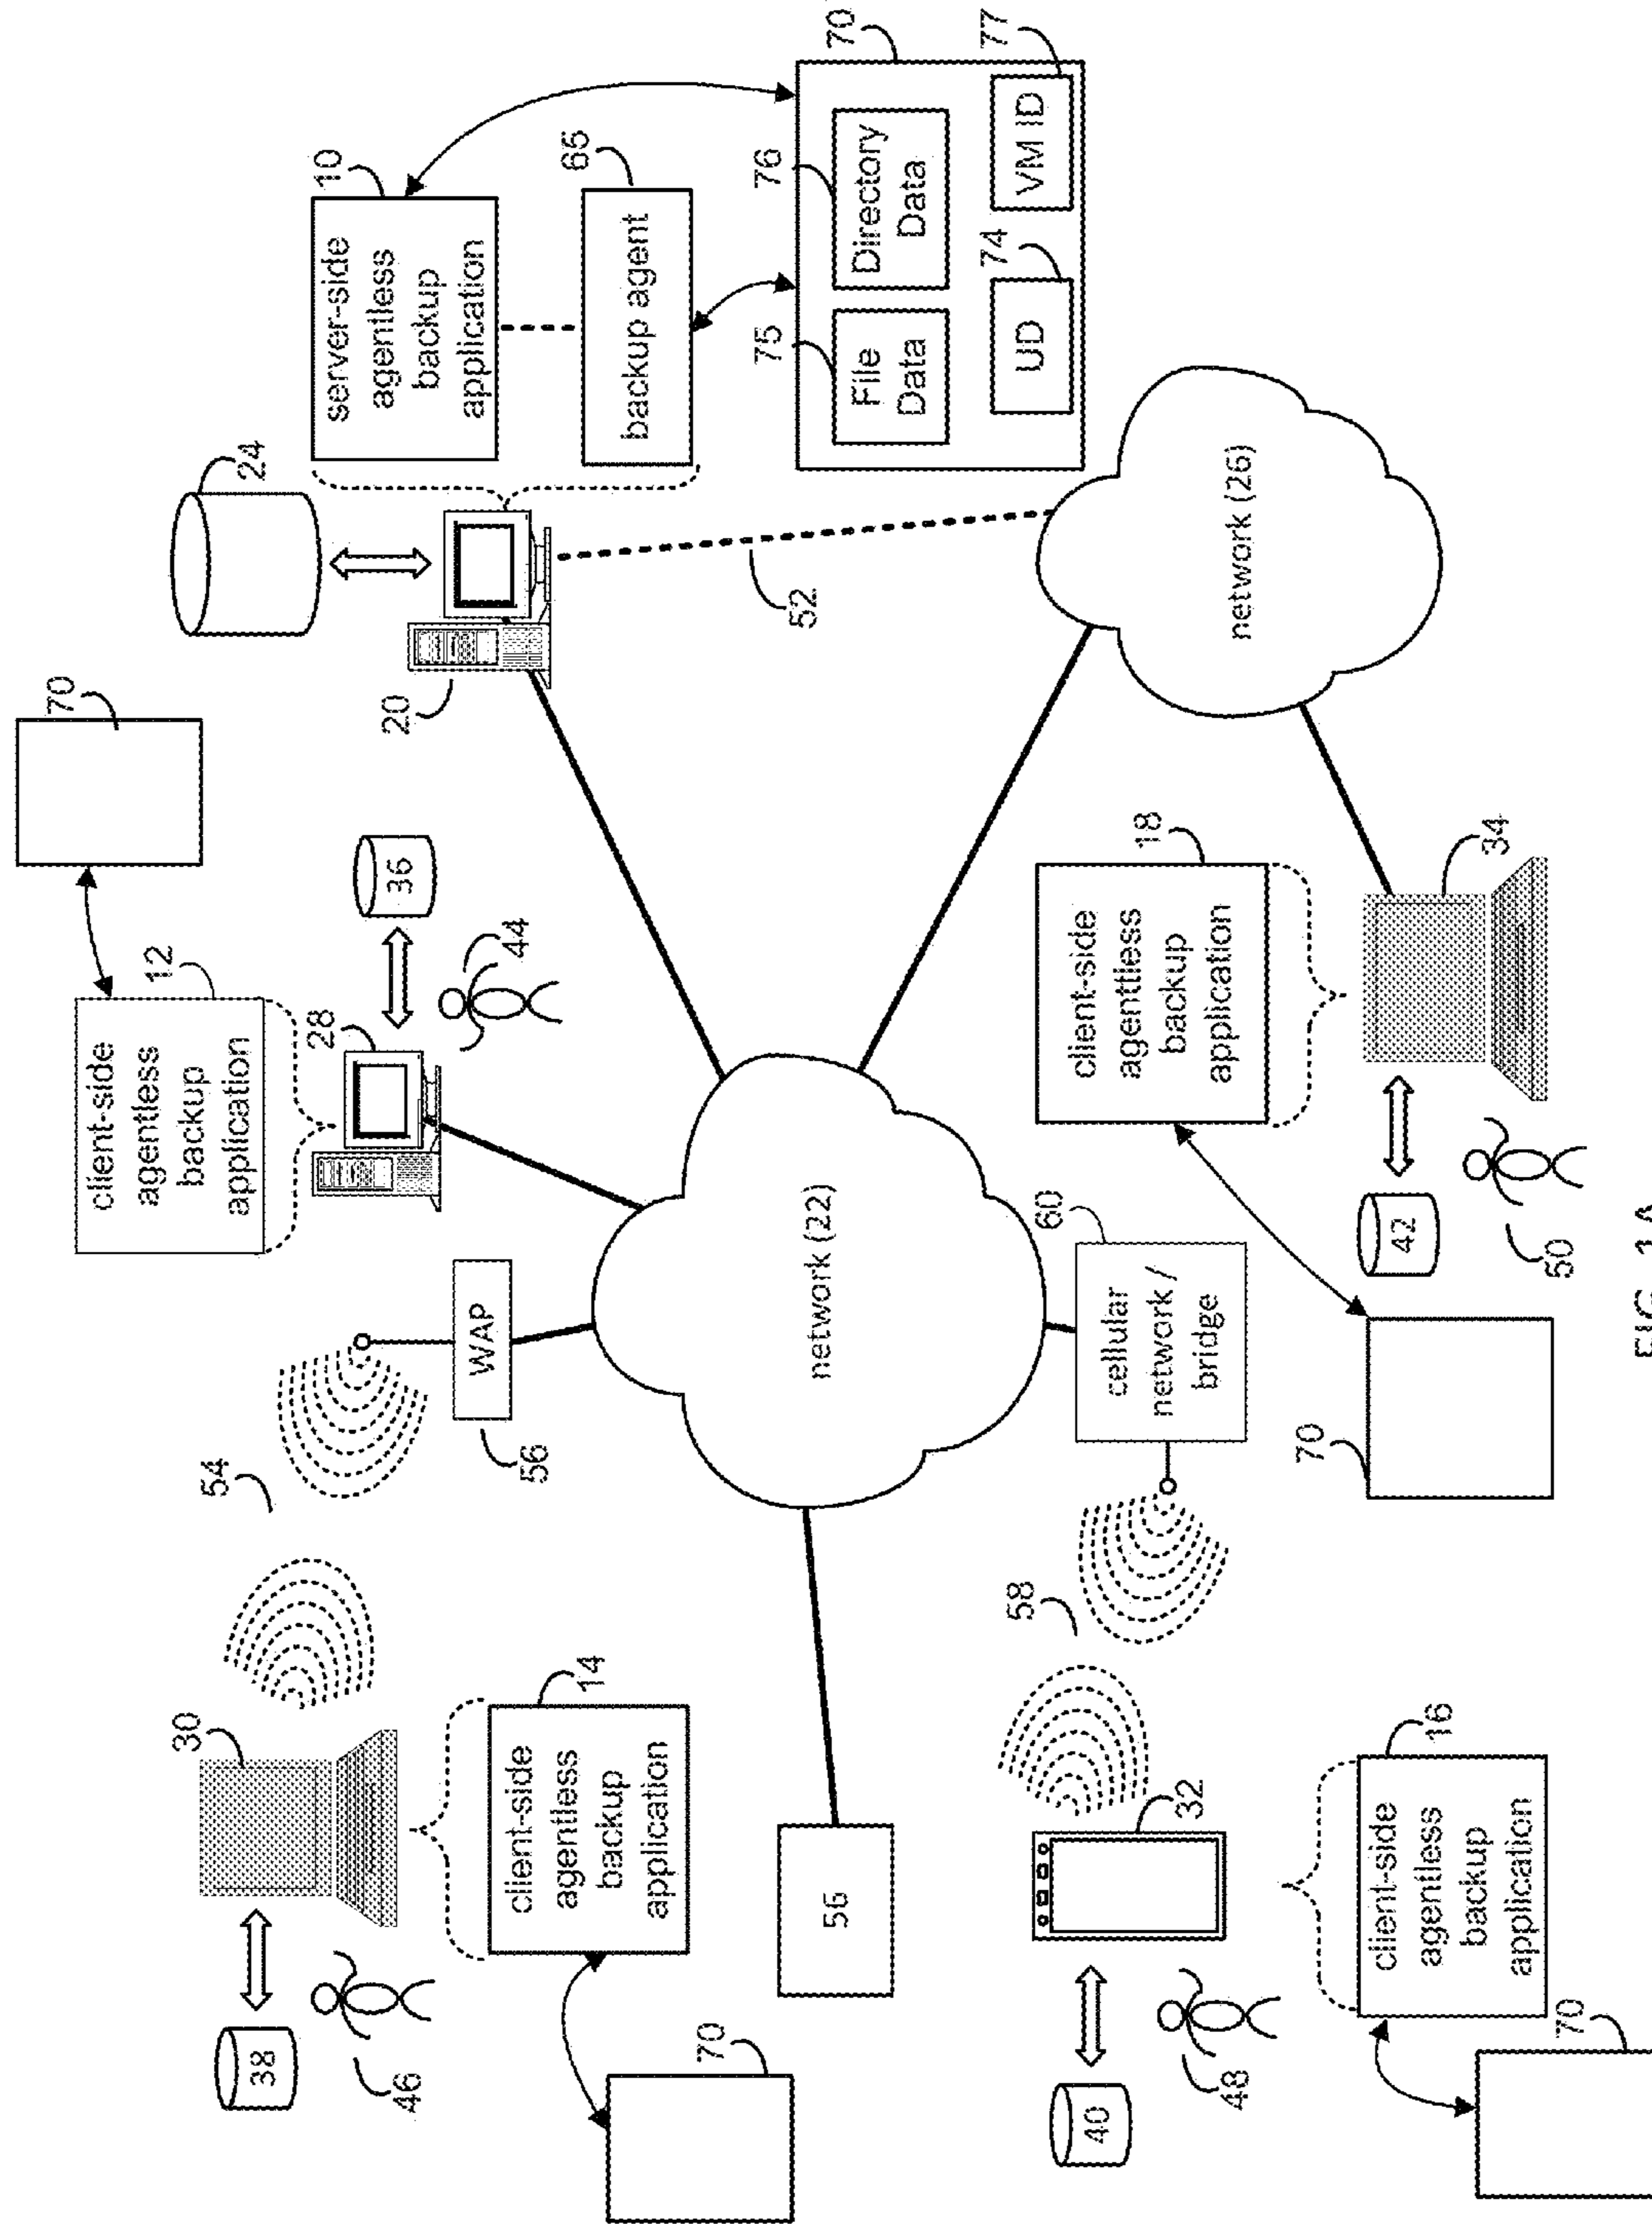 70
client-side
agentless
backup
application
12
28
36
44
24
20
server-side
agentless
backup
application
10
backup agent
65
70
File
Data
75
Directory
Data
76
UD
74
VM ID
77
52
30
38
46
54
WAP
56
client-side
agentless
backup
application
14
70
56
network (22)
network (26)
32
40
48
58
cellular
network /
bridge
60
client-side
agentless
backup
application
16
70
client-side
agentless
backup
application
18
34
42
50
70
FIG. 1A